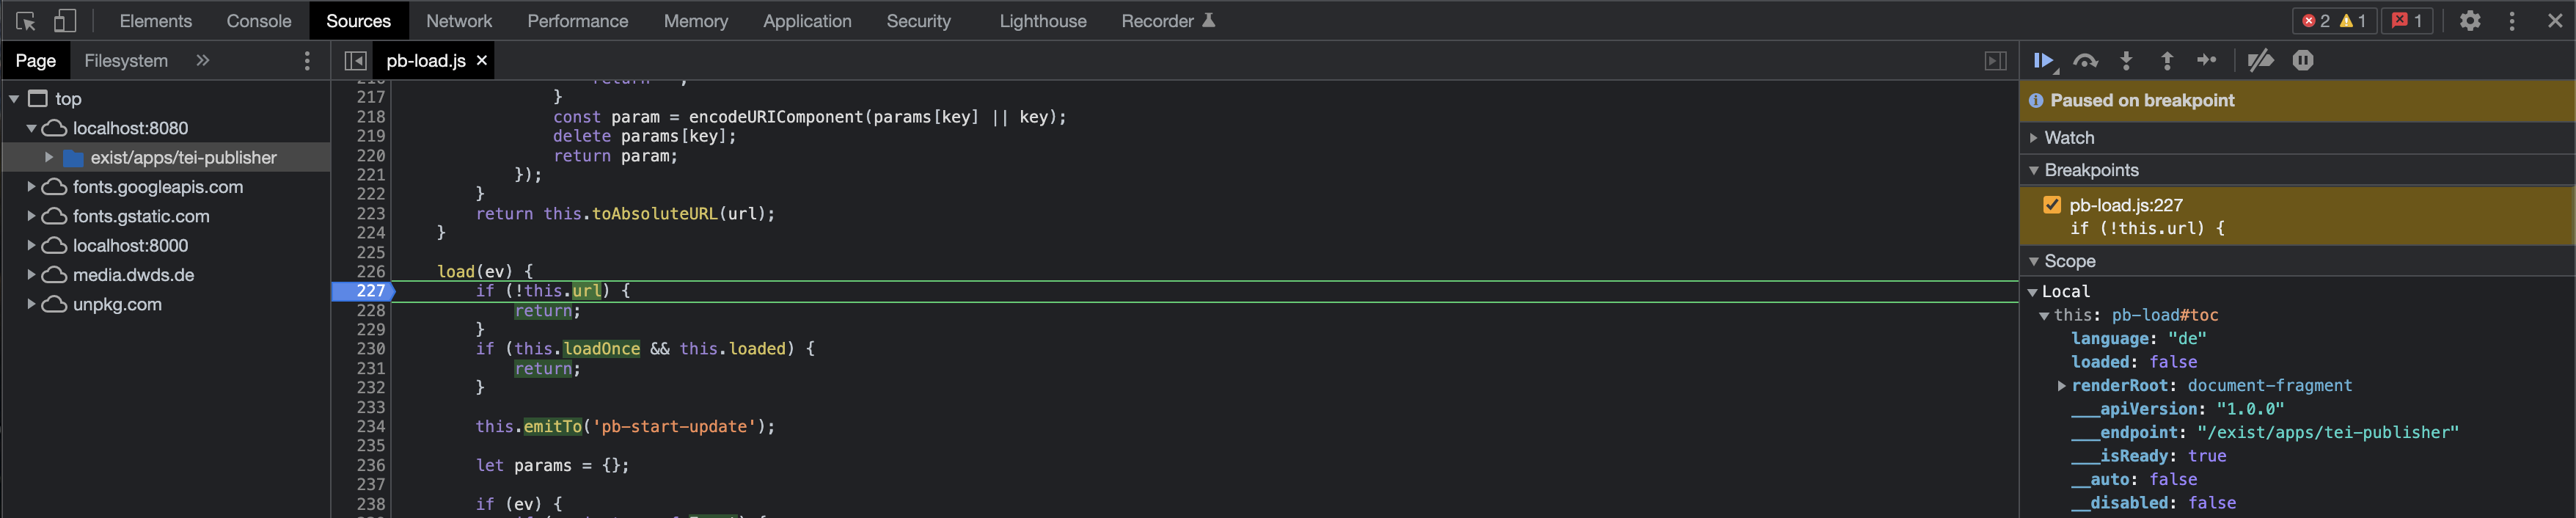 Elements Console Sources Network Performance Memory Application Security Lighthouse Recorder 2 1 1
Page Filesystem » pb-load.js ×
top
localhost:8080
exist/apps/tei-publisher
fonts.googleapis.com
fonts.gstatic.com
localhost:8000
media.dwds.de
unpkg.com
217 }
218 const param = encodeURIComponent(params[key] || key);
219 delete params[key];
220 return param;
221 });
222 }
223 return this.toAbsoluteURL(url);
224 }
225
226 load(ev) {
227 if (!this.url) {
228 return;
229 }
230 if (this.loadOnce && this.loaded) {
231 return;
232 }
233
234 this.emitTo('pb-start-update');
235
236 let params = {};
237
238 if (ev) {
Paused on breakpoint
Watch
Breakpoints
pb-load.js:227
if (!this.url) {
Scope
Local
this: pb-load#toc
language: "de"
loaded: false
renderRoot: document-fragment
___apiVersion: "1.0.0"
___endpoint: "/exist/apps/tei-publisher"
___isReady: true
__auto: false
__disabled: false